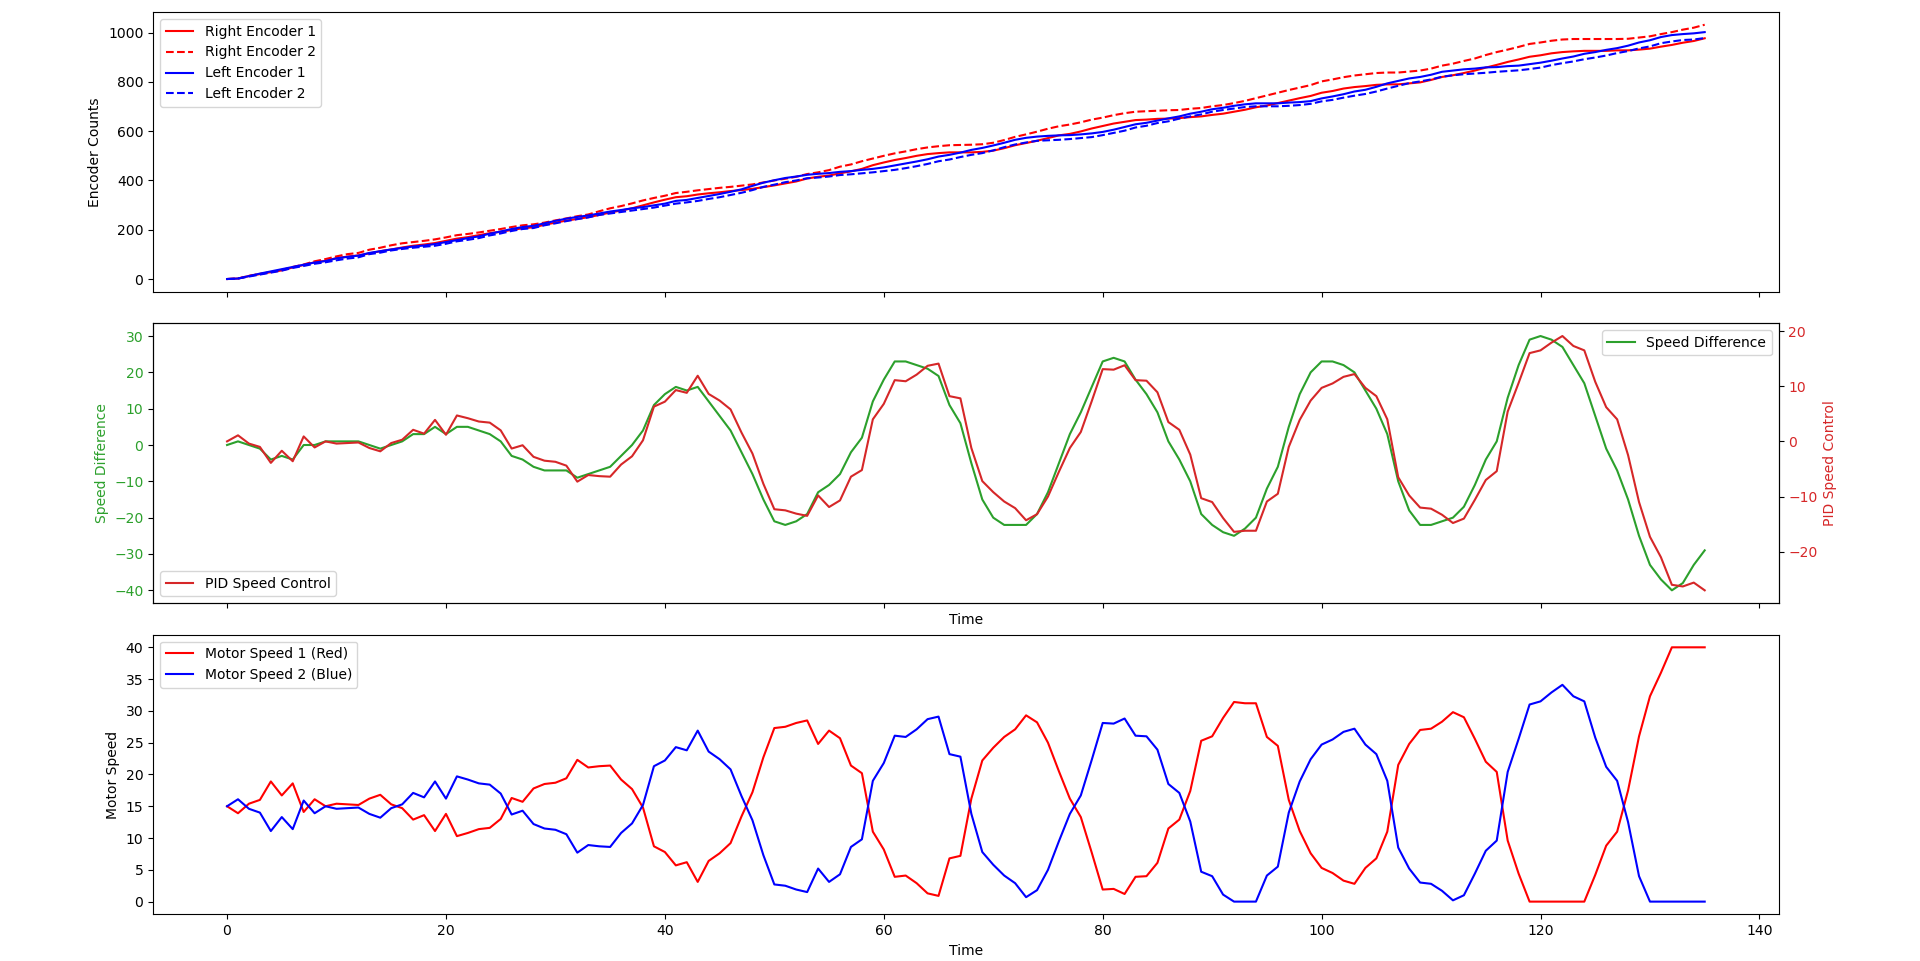 Right Encoder 1
Right Encoder 2
Left Encoder 1
Left Encoder 2
Encoder Counts
1000
800
600
400
200
0
Speed Difference
PID Speed Control
Speed Difference
30
20
10
0
−10
−20
−30
−40
PID Speed Control
20
10
0
−10
−20
Time
Motor Speed 1 (Red)
Motor Speed 2 (Blue)
Motor Speed
40
35
30
25
20
15
10
5
0
0 20 40 60 80 100 120 140
Time